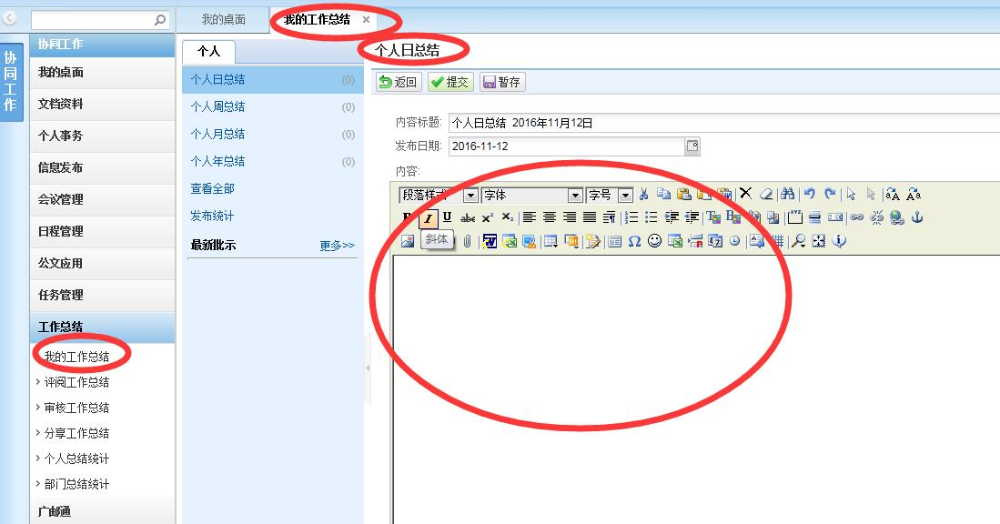 我的桌面
我的工作总结 ×
协同工作
协同工作
我的桌面
文档资料
个人事务
信息发布
会议管理
日程管理
公文应用
任务管理
工作总结
我的工作总结
评阅工作总结
审核工作总结
分享工作总结
个人总结统计
部门总结统计
广邮通
个人
个人日总结 (0)
个人周总结 (0)
个人月总结 (0)
个人年总结 (0)
查看全部
发布统计
最新批示 更多>>
个人日总结
返回 提交 暂存
内容标题: 个人日总结 2016年11月12日
发布日期: 2016-11-12
内容:
段落样式 字体 字号
斜体